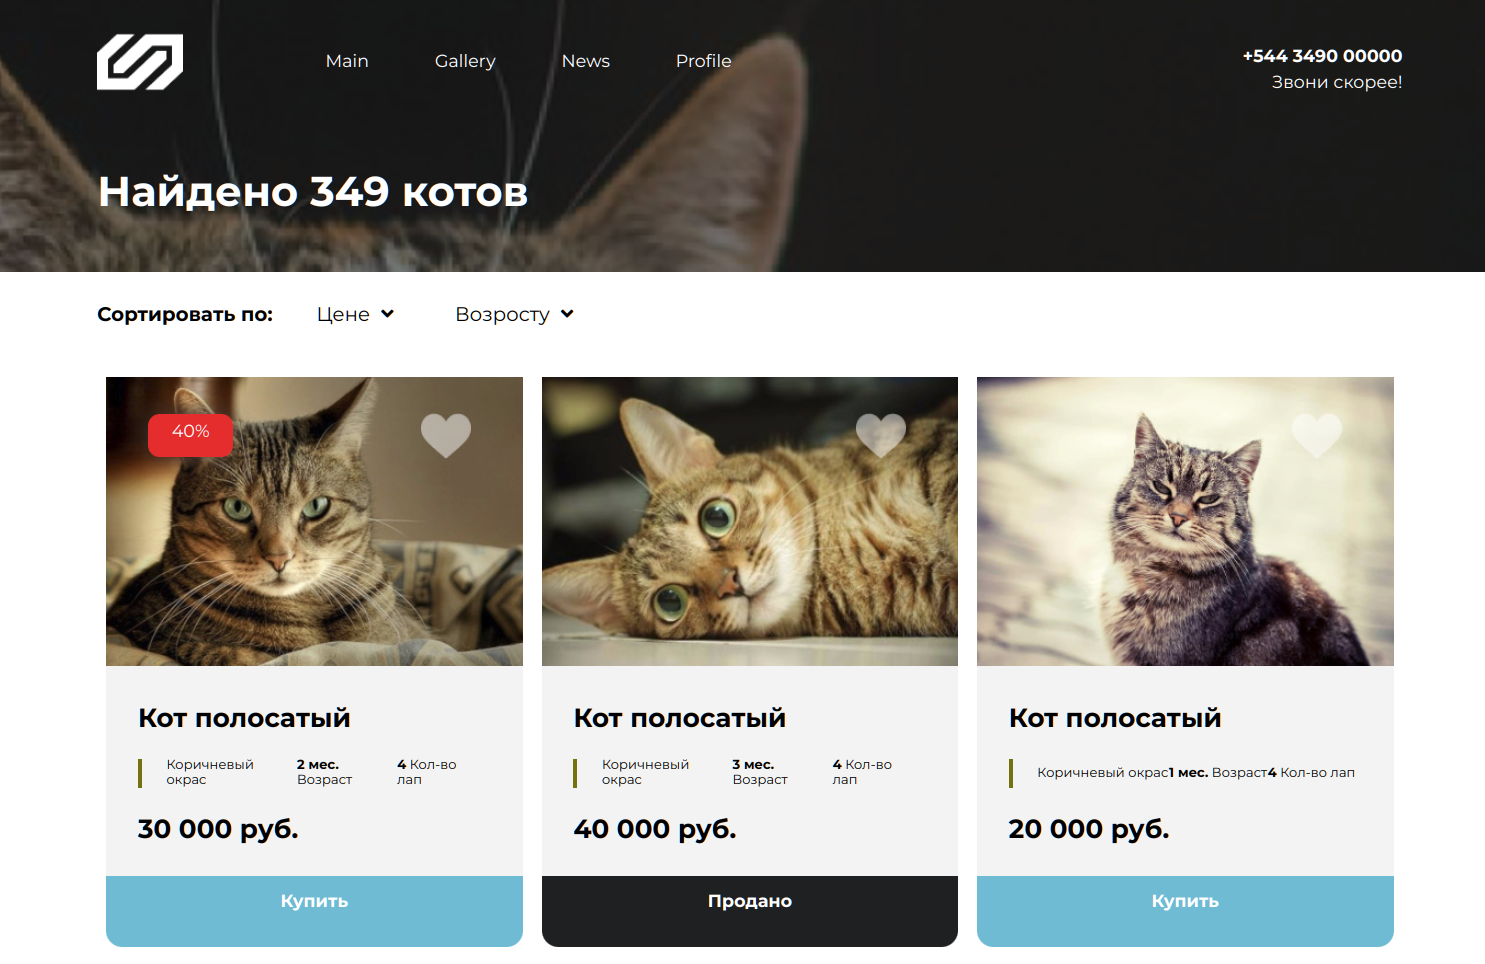 Main Gallery News Profile
+544 3490 00000
Звони скорее!
Найдено 349 котов
Сортировать по: Цене Возросту
40%
Кот полосатый
Коричневый окрас
2 мес. Возраст
4 Кол-во лап
30 000 руб.
Купить
Кот полосатый
Коричневый окрас
3 мес. Возраст
4 Кол-во лап
40 000 руб.
Продано
Кот полосатый
Коричневый окрас1 мес. Возраст4 Кол-во лап
20 000 руб.
Купить